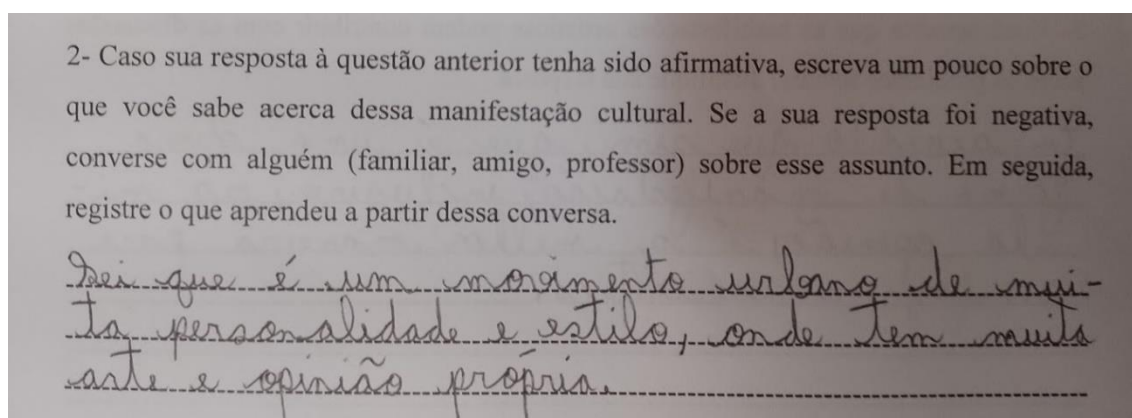 2- Caso sua resposta à questão anterior tenha sido afirmativa, escreva um pouco sobre o
que você sabe acerca dessa manifestação cultural. Se a sua resposta foi negativa,
converse com alguém (familiar, amigo, professor) sobre esse assunto. Em seguida,
registre o que aprendeu a partir dessa conversa.
Sei que é um movimento urbano de mui-
ta personalidade e estilo, onde tem muita
arte e opinião própria.